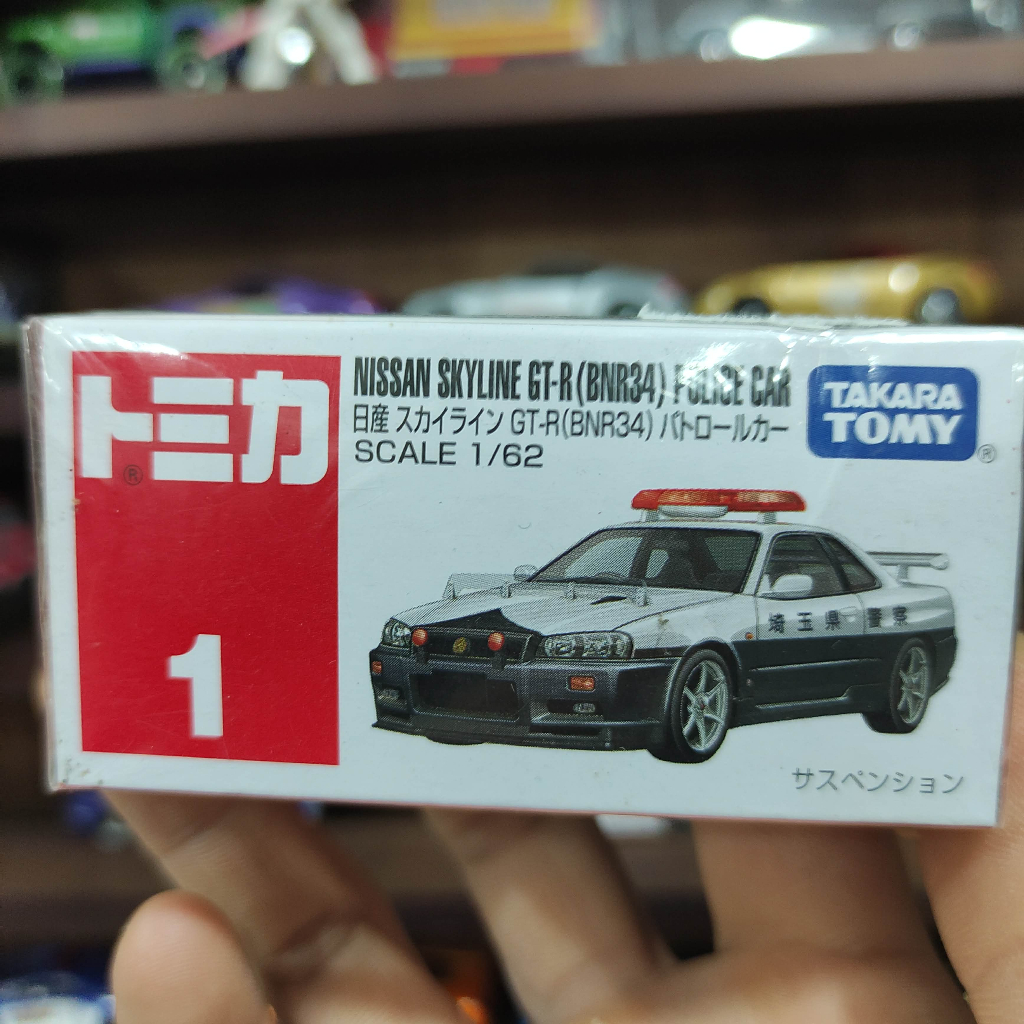 トミカ
®
1
NISSAN SKYLINE GT-R (BNR34) POLICE CAR
日産 スカイライン GT-R(BNR34) パトロールカー
SCALE 1/62
TAKARA
TOMY
®
埼玉県警察
サスペンション